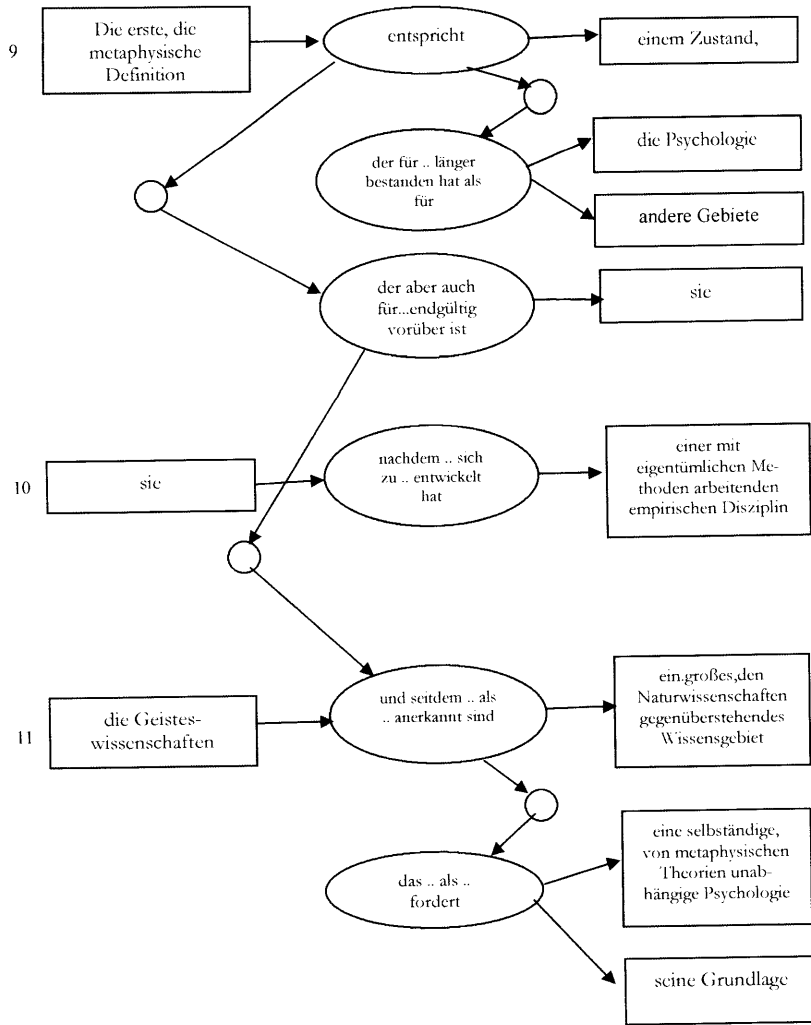 9
Die erste, die
metaphysische
Definition
entspricht
einem Zustand,
der für .. länger
bestanden hat als
für
die Psychologie
andere Gebiete
der aber auch
für...endgültig
vorüber ist
sie
10
sie
nachdem .. sich
zu .. entwickelt
hat
einer mit
eigentümlichen Me-
thoden arbeitenden
empirischen Disziplin
11
die Geistes-
wissenschaften
und seitdem .. als
.. anerkannt sind
ein.großes,den
Naturwissenschaften
gegenüberstehendes
Wissensgebiet
das .. als ..
fordert
eine selbständige,
von metaphysischen
Theorien unab-
hängige Psychologie
seine Grundlage